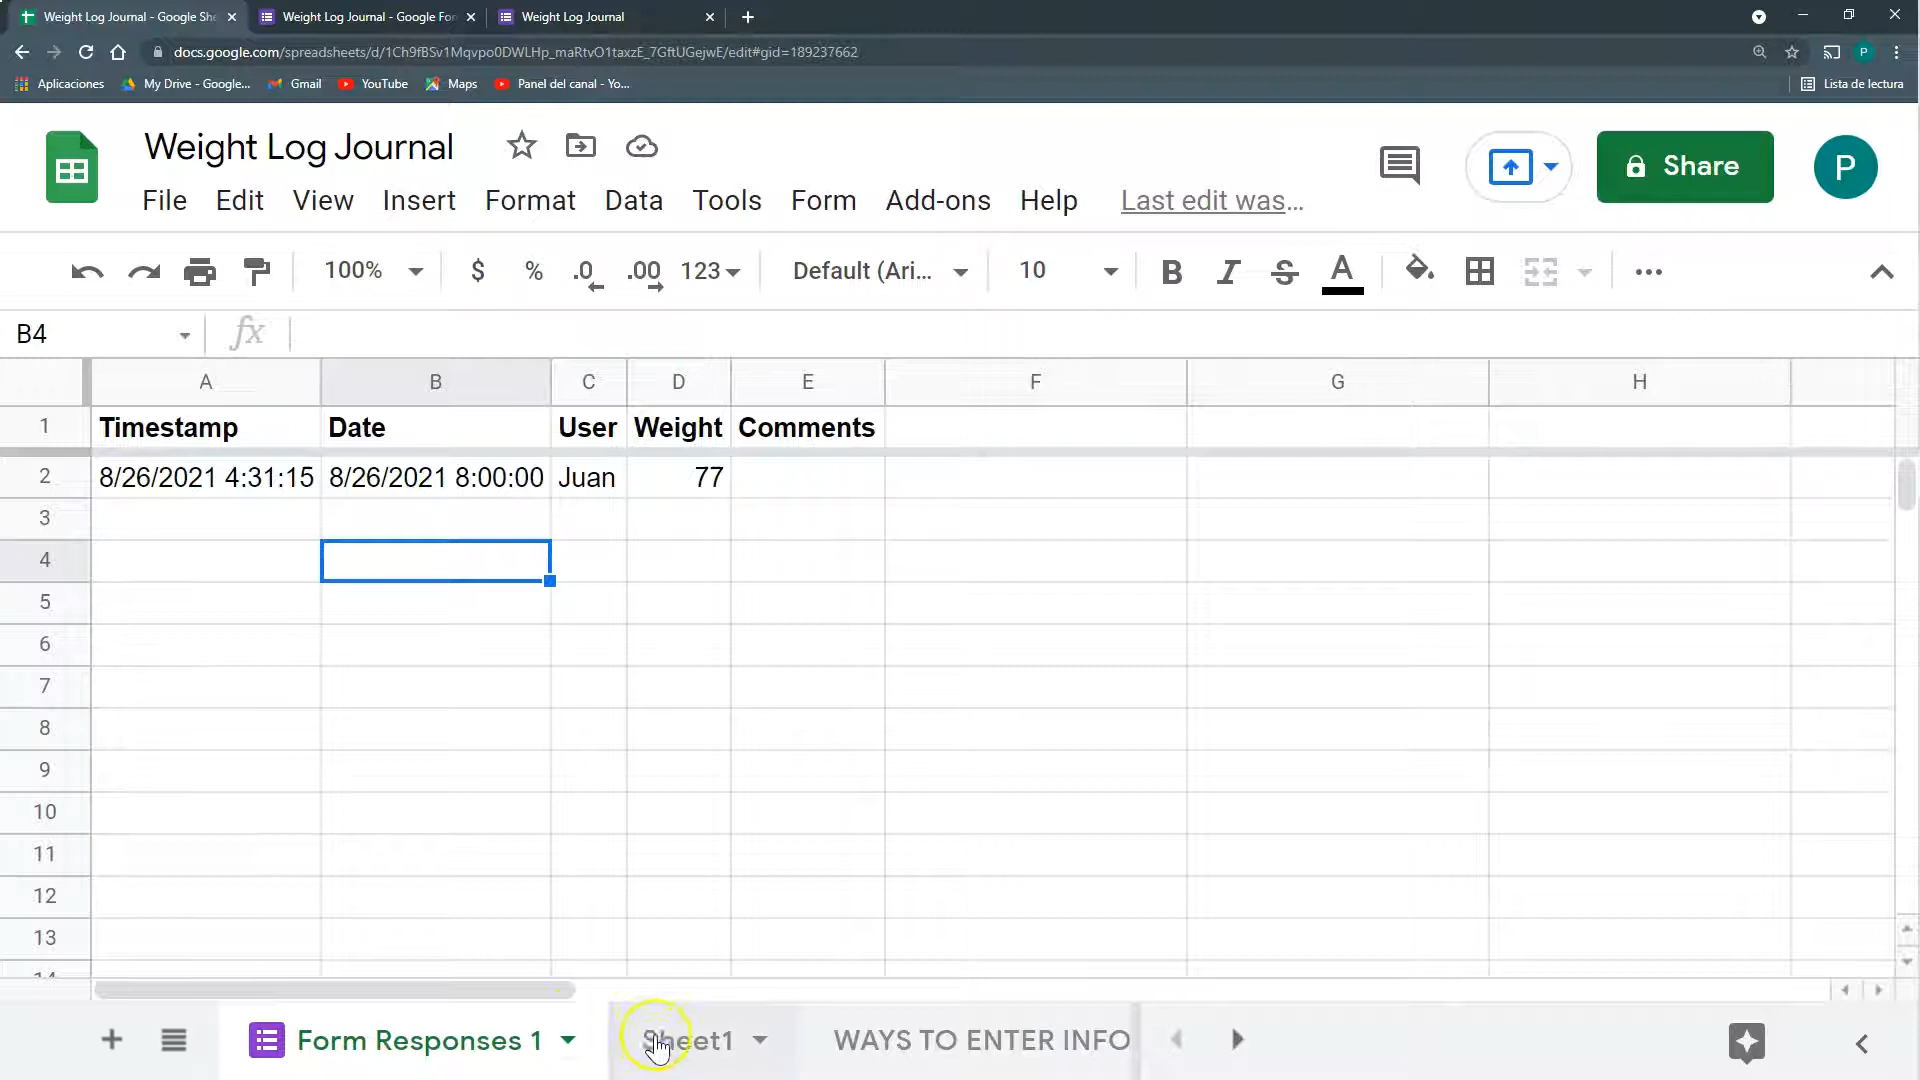 Weight Log Journal - Google She
Weight Log Journal - Google For
Weight Log Journal
docs.google.com/spreadsheets/d/1Ch9fBSv1Mqvpo0DWLHp_maRtvO1taxzE_7GftUGejwE/edit#gid=189237662
P
Aplicaciones
My Drive - Google...
Gmail
YouTube
Maps
Panel del canal - Yo...
Lista de lectura
Weight Log Journal
Share
P
File Edit View Insert Format Data Tools Form Add-ons Help Last edit was...
100% $ % .0 .00 123 Default (Ari... 10 B I S A
B4 fx
A B C D E F G H
1 Timestamp Date User Weight Comments
2 8/26/2021 4:31:15 8/26/2021 8:00:00 Juan 77
3
4
5
6
7
8
9
10
11
12
13
14
Form Responses 1 Sheet1 WAYS TO ENTER INFO